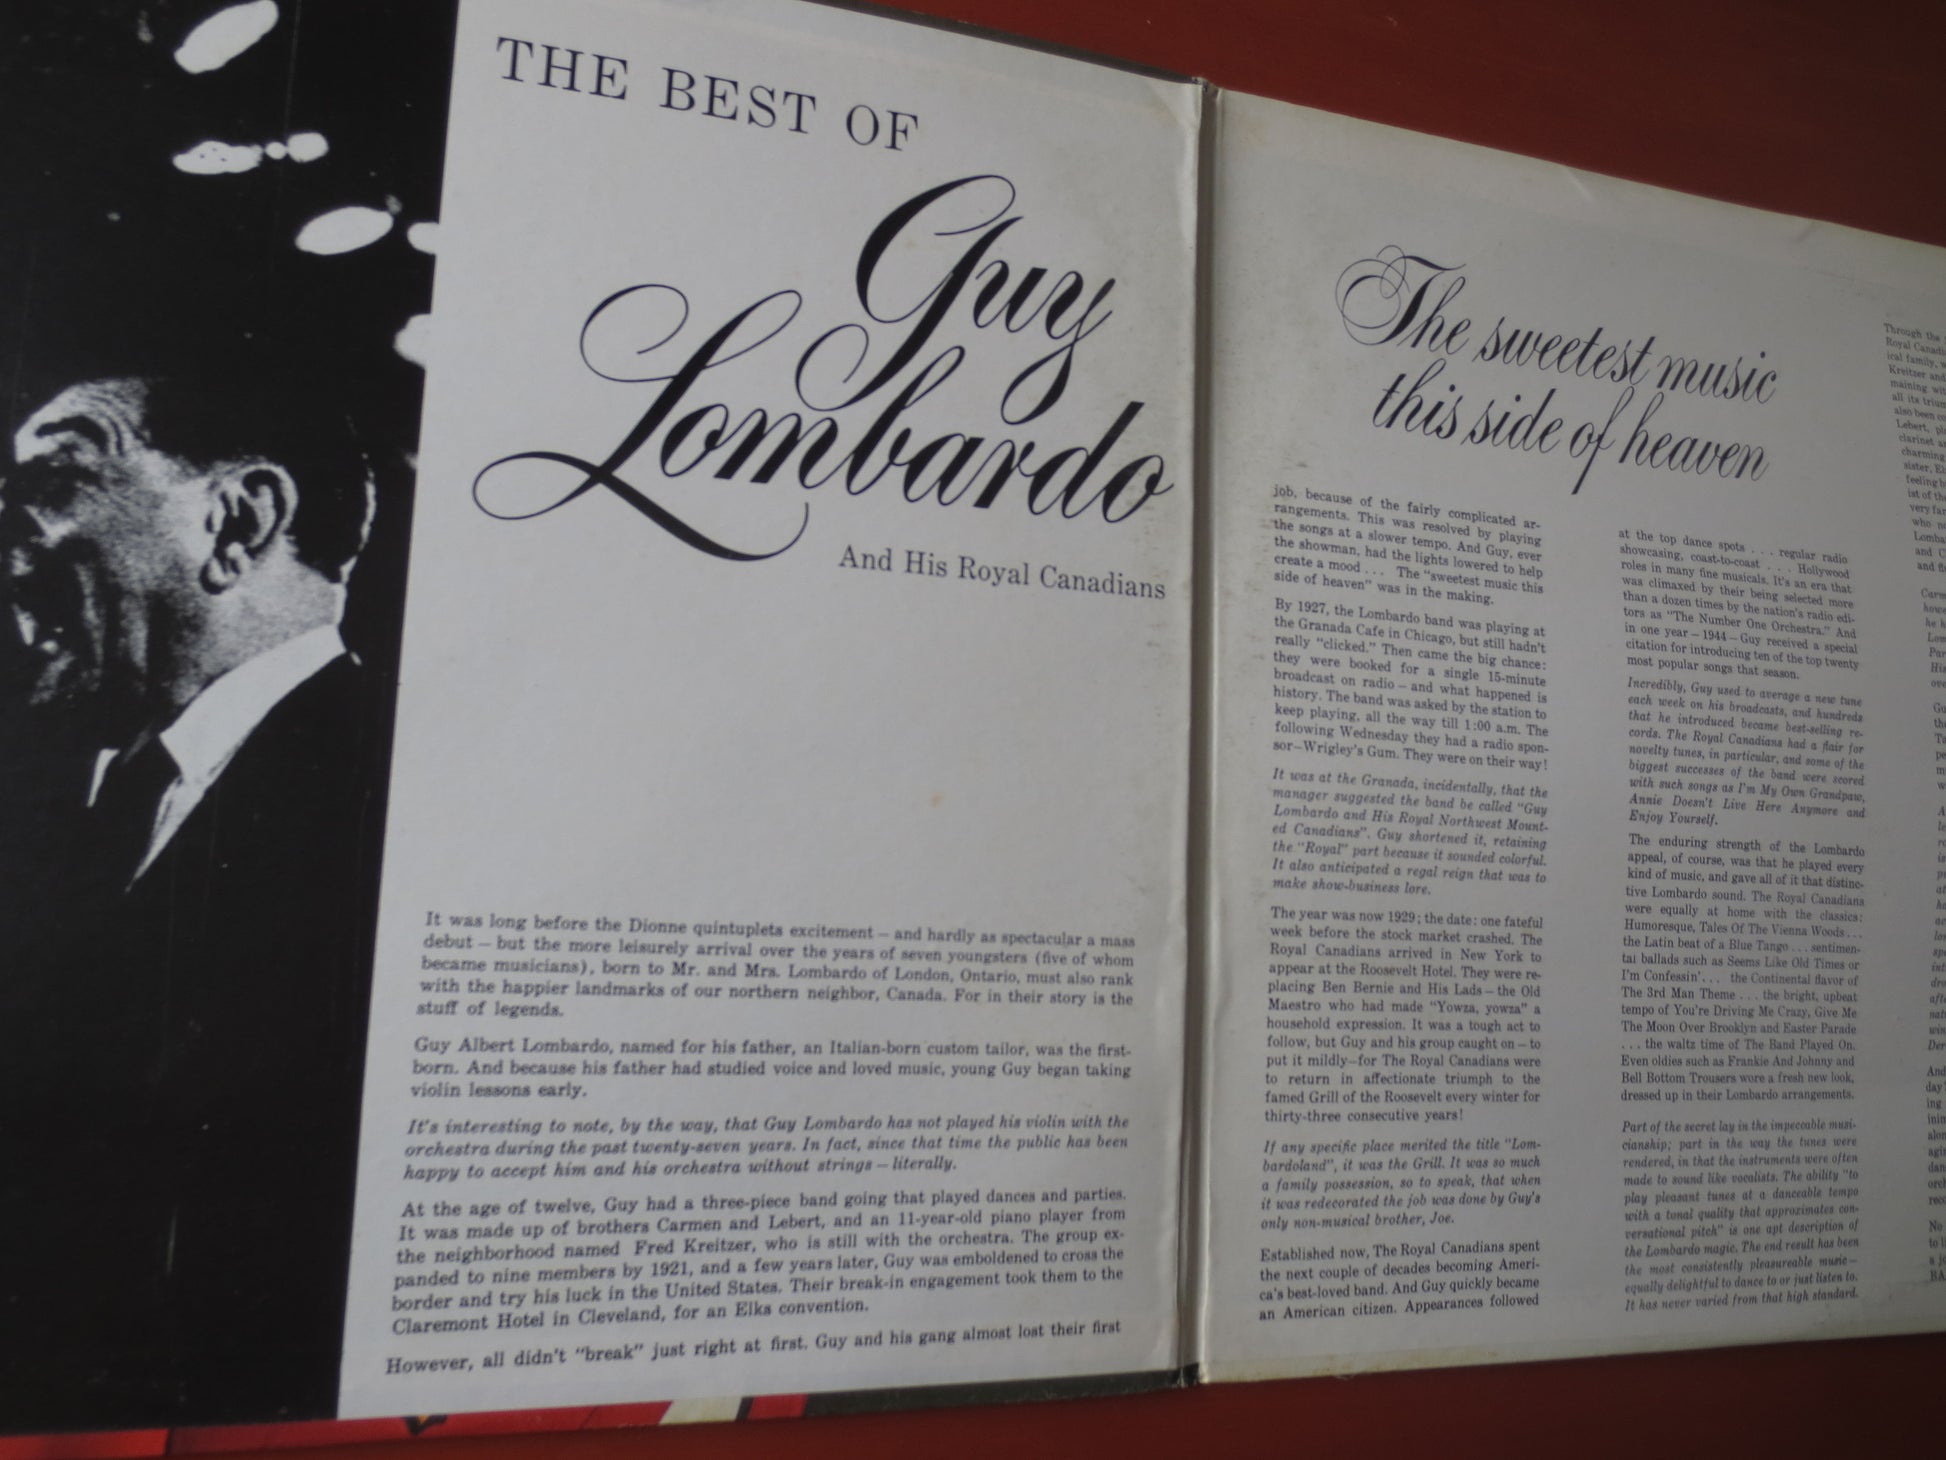 THE BEST OF
Guy
Lombardo
And His Royal Canadians
It was long before the Dionne quintuplets excitement – and hardly as spectacular a mass
debut – but the more leisurely arrival over the years of seven youngsters (five of whom
became musicians), born to Mr. and Mrs. Lombardo of London, Ontario, must also rank
with the happier landmarks of our northern neighbor, Canada. For in their story is the
stuff of legends.
Guy Albert Lombardo, named for his father, an Italian-born custom tailor, was the first-
born. And because his father had studied voice and loved music, young Guy began taking
violin lessons early.
It's interesting to note, by the way, that Guy Lombardo has not played his violin with the
orchestra during the past twenty-seven years. In fact, since that time the public has been
happy to accept him and his orchestra without strings – literally.
At the age of twelve, Guy had a three-piece band going that played dances and parties.
It was made up of brothers Carmen and Lebert, and an 11-year-old piano player from
the neighborhood named Fred Kreitzer, who is still with the orchestra. The group ex-
panded to nine members by 1921, and a few years later, Guy was emboldened to cross the
border and try his luck in the United States. Their break-in engagement took them to the
Claremont Hotel in Cleveland, for an Elks convention.
However, all didn't "break" just right at first. Guy and his gang almost lost their first
The sweetest music
this side of heaven
job, because of the fairly complicated ar-
rangements. This was resolved by playing
the songs at a slower tempo. And Guy, ever
the showman, had the lights lowered to help
create a mood . . . The "sweetest music this
side of heaven" was in the making.
By 1927, the Lombardo band was playing at
the Granada Cafe in Chicago, but still hadn't
really "clicked." Then came the big chance:
they were booked for a single 15-minute
broadcast on radio – and what happened is
history. The band was asked by the station to
keep playing, all the way till 1:00 a.m. The
following Wednesday they had a radio spon-
sor–Wrigley's Gum. They were on their way!
It was at the Granada, incidentally, that the
manager suggested the band be called "Guy
Lombardo and His Royal Northwest Mount-
ed Canadians". Guy shortened it, retaining
the "Royal" part because it sounded colorful.
It also anticipated a regal reign that was to
make show-business lore.
The year was now 1929; the date: one fateful
week before the stock market crashed. The
Royal Canadians arrived in New York to
appear at the Roosevelt Hotel. They were re-
placing Ben Bernie and His Lads – the Old
Maestro who had made "Yowza, yowza" a
household expression. It was a tough act to
follow, but Guy and his group caught on – to
put it mildly–for The Royal Canadians were
to return in affectionate triumph to the
famed Grill of the Roosevelt every winter for
thirty-three consecutive years!
If any specific place merited the title "Lom-
bardoland", it was the Grill. It was so much
a family possession, so to speak, that when
it was redecorated the job was done by Guy's
only non-musical brother, Joe.
Established now, The Royal Canadians spent
the next couple of decades becoming Ameri-
ca's best-loved band. And Guy quickly became
an American citizen. Appearances followed
at the top dance spots . . . regular radio
showcasing, coast-to-coast . . . Hollywood
roles in many fine musicals. It's an era that
was climaxed by their being selected more
than a dozen times by the nation's radio edi-
tors as "The Number One Orchestra." And
in one year – 1944 – Guy received a special
citation for introducing ten of the top twenty
most popular songs that season.
Incredibly, Guy used to average a new tune
each week on his broadcasts, and hundreds
that he introduced became best-selling re-
cords. The Royal Canadians had a flair for
novelty tunes, in particular, and some of the
biggest successes of the band were scored
with such songs as I'm My Own Grandpaw,
Annie Doesn't Live Here Anymore and
Enjoy Yourself.
The enduring strength of the Lombardo
appeal, of course, was that he played every
kind of music, and gave all of it that distinc-
tive Lombardo sound. The Royal Canadians
were equally at home with the classics:
Humoresque, Tales Of The Vienna Woods . . .
the Latin beat of a Blue Tango . . . sentimen-
tal ballads such as Seems Like Old Times or
I'm Confessin' . . . the Continental flavor of
The 3rd Man Theme . . . the bright, upbeat
tempo of You're Driving Me Crazy, Give Me
The Moon Over Brooklyn and Easter Parade
. . . the waltz time of The Band Played On.
Even oldies such as Frankie And Johnny and
Bell Bottom Trousers wore a fresh new look,
dressed up in their Lombardo arrangements.
Part of the secret lay in the impeccable musi-
cianship; part in the way the tunes were
rendered, in that the instruments were often
made to sound like vocalists. The ability "to
play pleasant tunes at a danceable tempo
with a tonal quality that approximates con-
versational pitch" is one apt description of
the Lombardo magic. The end result has been
the most consistently pleasureable music –
equally delightful to dance to or just listen to.
It has never varied from that high standard.
Through the
Royal Canadi
ical family, w
Kreitzer and
maining wit
all its trium
also been co
Lebert, pl
clarinet a
charming
sister, El
feeling b
ist of the
very far
who n
Lomba
and C
and fi